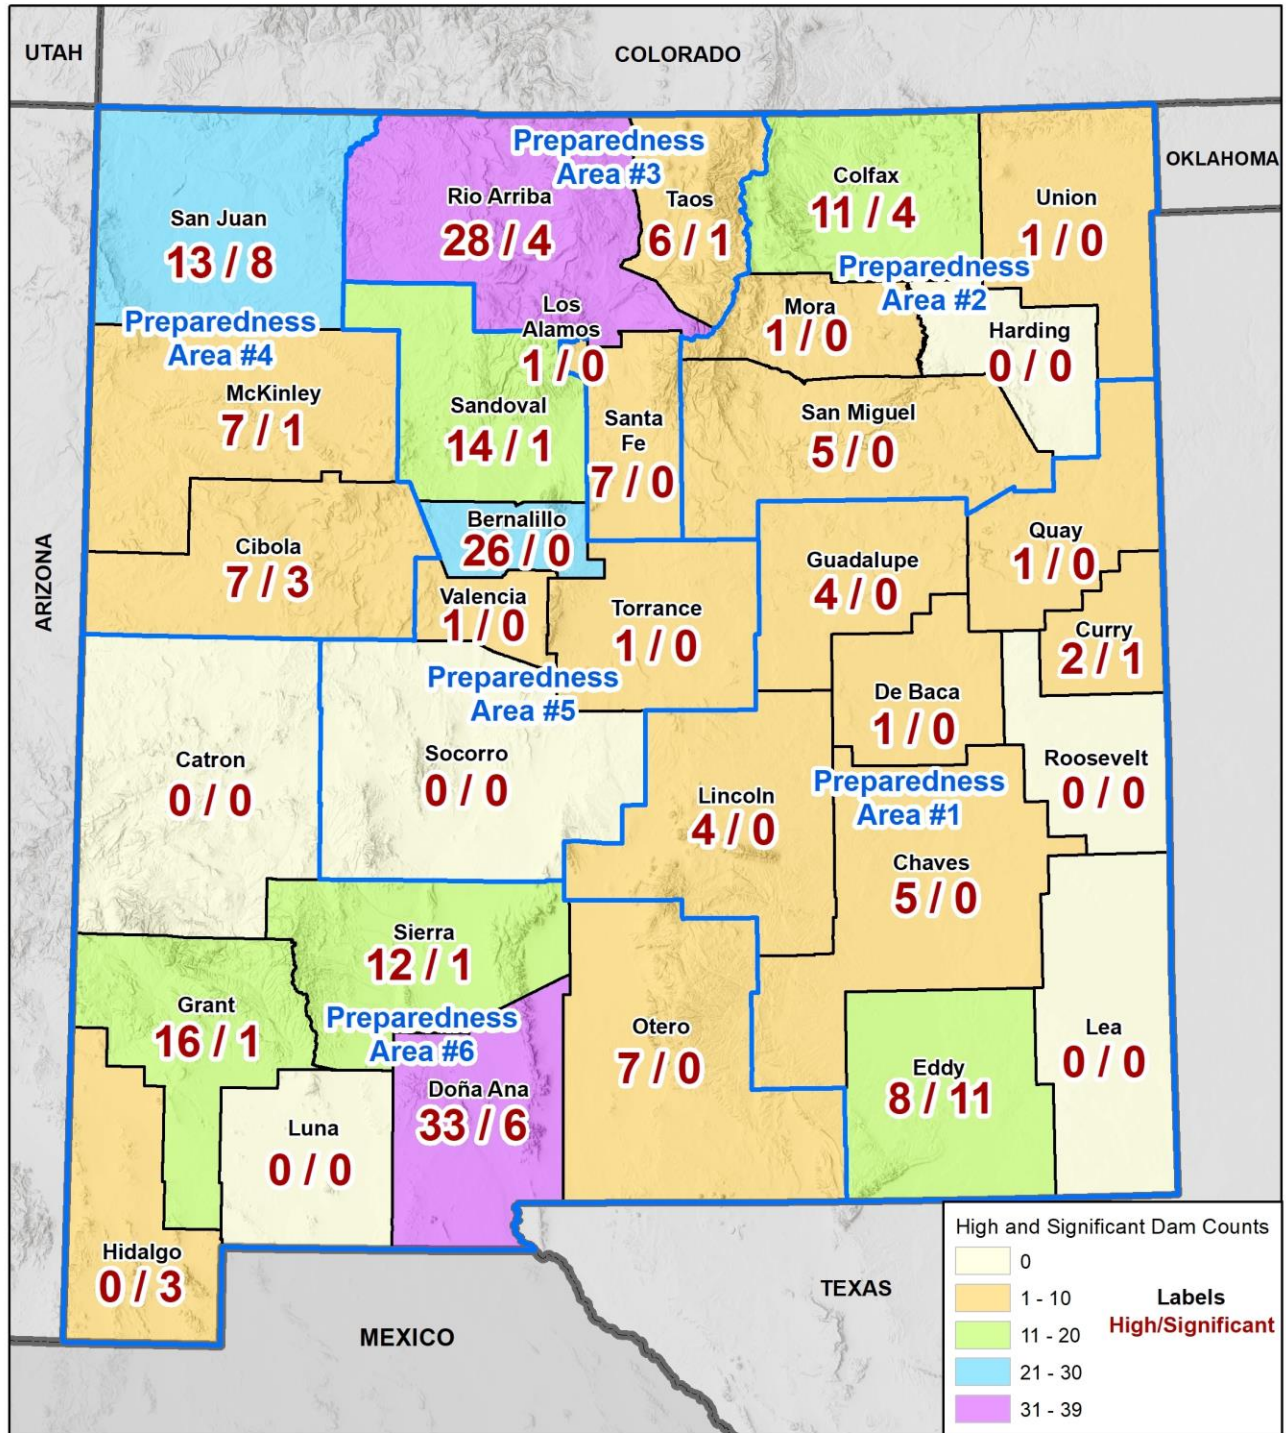 UTAH
COLORADO
OKLAHOMA
ARIZONA
TEXAS
MEXICO
Preparedness
Area #3
San Juan
13 / 8
Rio Arriba
28 / 4
Taos
6 / 1
Colfax
11 / 4
Union
1 / 0
Preparedness
Area #2
Preparedness
Area #4
Los
Alamos
1 / 0
Mora
1 / 0
Harding
0 / 0
McKinley
7 / 1
Sandoval
14 / 1
Santa
Fe
7 / 0
San Miguel
5 / 0
Bernalillo
26 / 0
Cibola
7 / 3
Guadalupe
4 / 0
Quay
1 / 0
Valencia
1 / 0
Torrance
1 / 0
Curry
2 / 1
Preparedness
Area #5
De Baca
1 / 0
Catron
0 / 0
Socorro
0 / 0
Roosevelt
0 / 0
Lincoln
4 / 0
Preparedness
Area #1
Chaves
5 / 0
Sierra
12 / 1
Grant
16 / 1
Preparedness
Area #6
Otero
7 / 0
Lea
0 / 0
Eddy
8 / 11
Doña Ana
33 / 6
Luna
0 / 0
Hidalgo
0 / 3
High and Significant Dam Counts
0
1 - 10
11 - 20
21 - 30
31 - 39
Labels
High/Significant